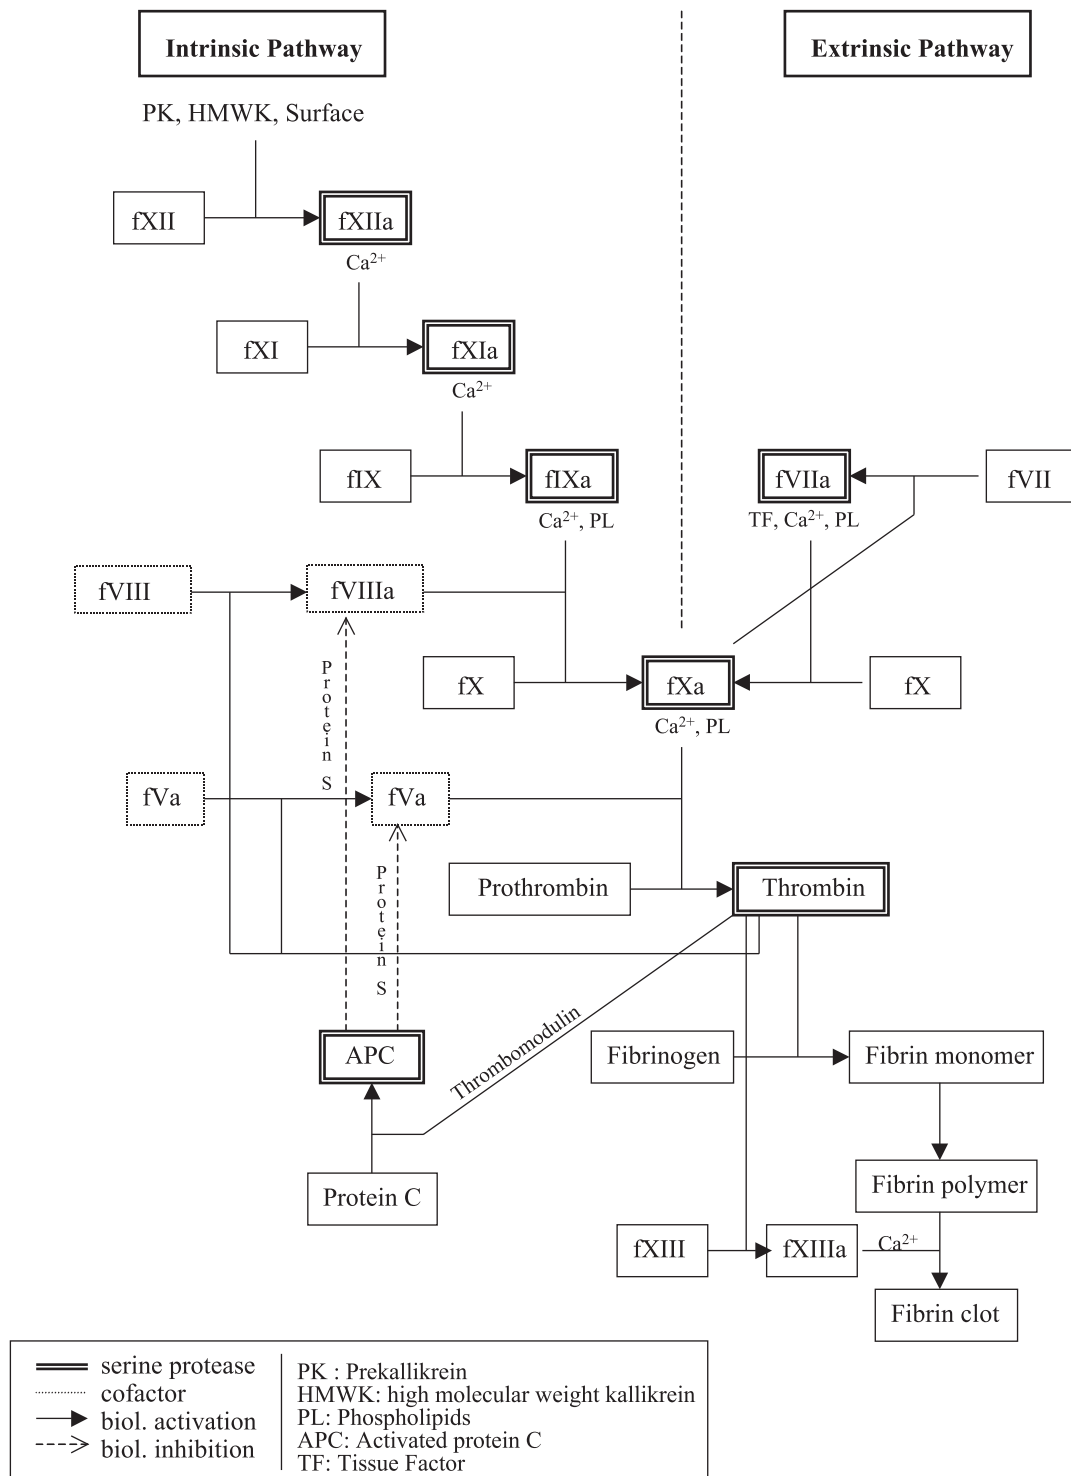 Intrinsic Pathway
Extrinsic Pathway
PK, HMWK, Surface
fXII
fXIIa
Ca²⁺
fXI
fXIa
Ca²⁺
fIX
fIXa
fVIIa
fVII
Ca²⁺, PL
TF, Ca²⁺, PL
fVIII
fVIIIa
Protein S
fX
fXa
fX
Ca²⁺, PL
fVa
fVa
Protein S
Prothrombin
Thrombin
Thrombomodulin
APC
Fibrinogen
Fibrin monomer
Protein C
Fibrin polymer
fXIII
fXIIIa
Ca²⁺
Fibrin clot
serine protease
cofactor
biol. activation
biol. inhibition
PK : Prekallikrein
HMWK: high molecular weight kallikrein
PL: Phospholipids
APC: Activated protein C
TF: Tissue Factor